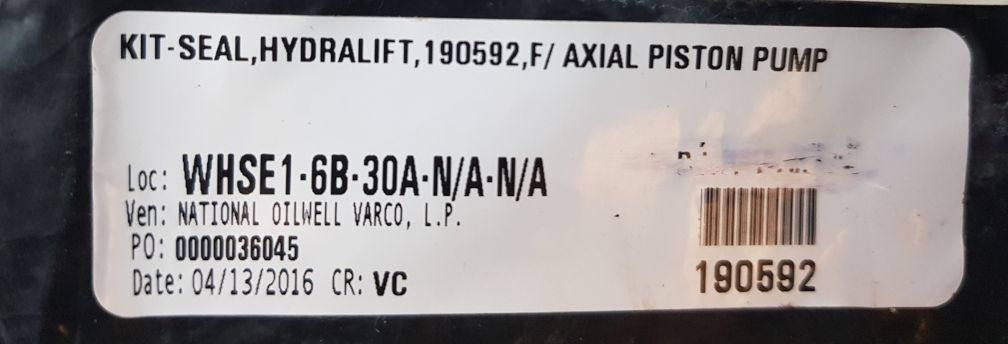 KIT-SEAL,HYDRALIFT,190592,F/ AXIAL PISTON PUMP
Loc: WHSE1-6B-30A-N/A-N/A
Ven: NATIONAL OILWELL VARCO, L.P.
PO: 0000036045
Date: 04/13/2016 CR: VC
190592